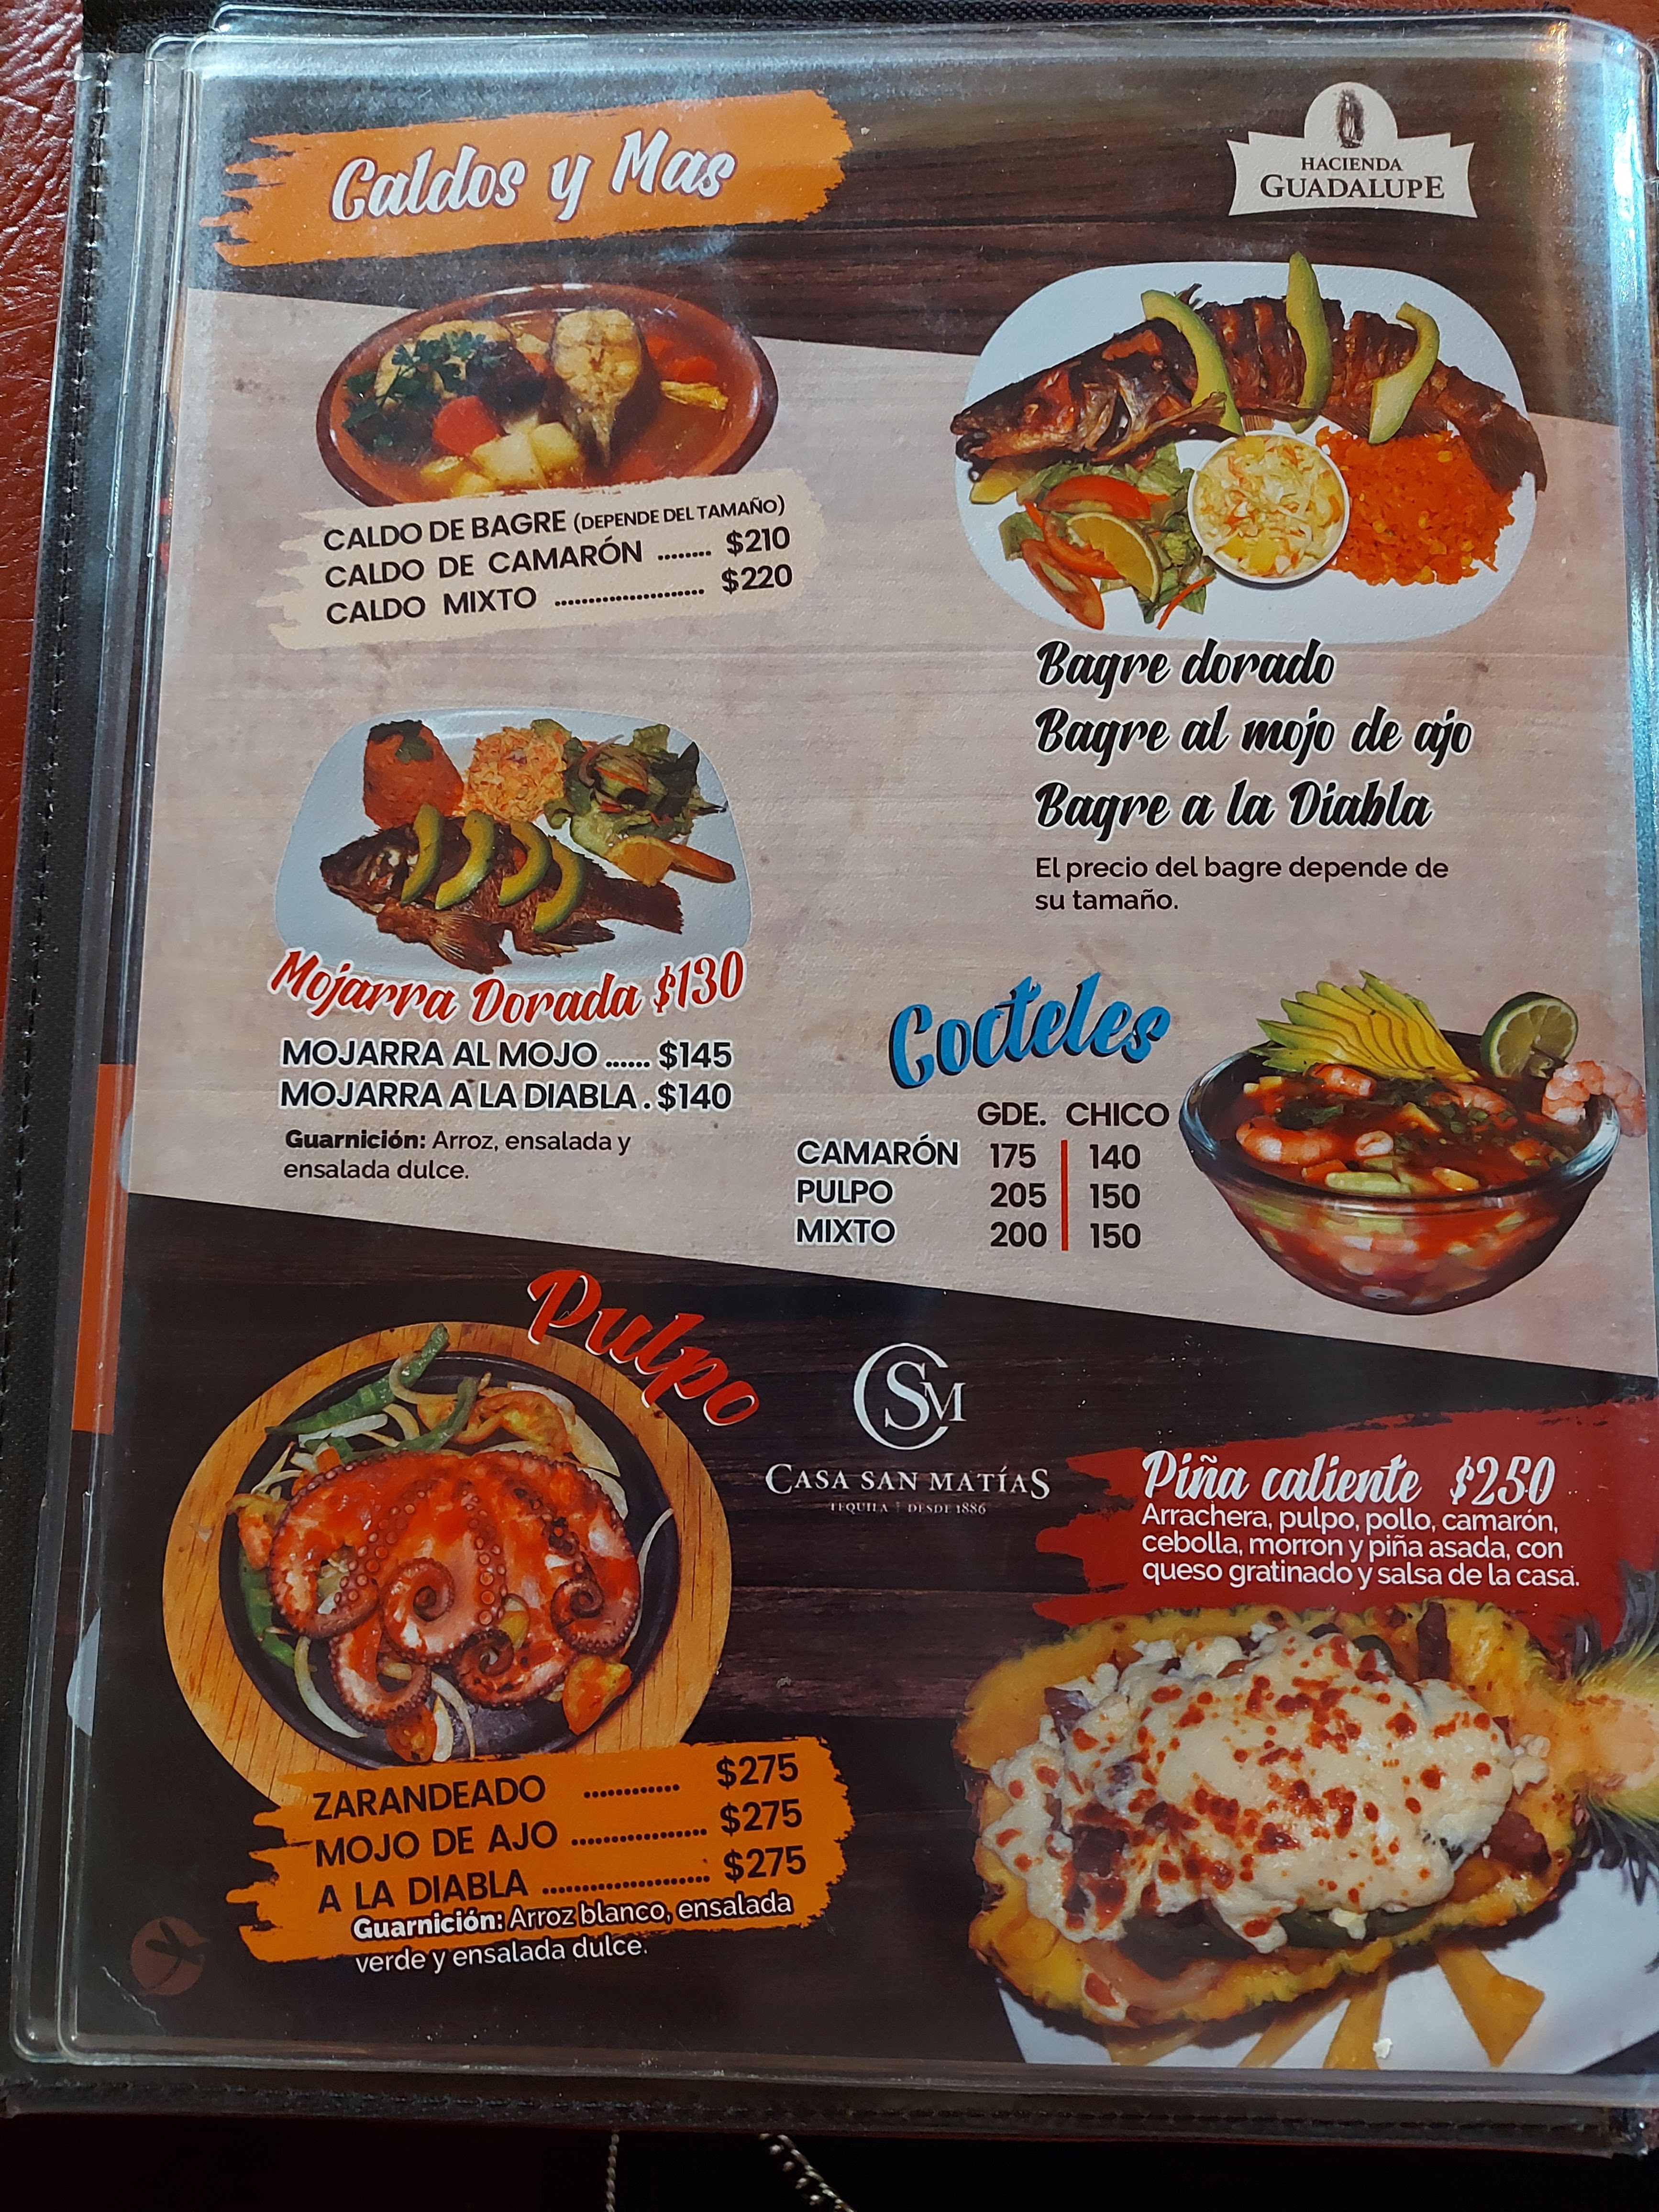 Caldos y Mas
HACIENDA
GUADALUPE
CALDO DE BAGRE (DEPENDE DEL TAMAÑO)
CALDO DE CAMARÓN ........ $210
CALDO MIXTO ........................... $220
Bagre dorado
Bagre al mojo de ajo
Bagre a la Diabla
El precio del bagre depende de
su tamaño.
Mojarra Dorada $130
MOJARRA AL MOJO ...... $145
MOJARRA A LA DIABLA . $140
Guarnición: Arroz, ensalada y
ensalada dulce.
Cocteles
GDE. CHICO
CAMARÓN 175 140
PULPO 205 150
MIXTO 200 150
Pulpo
ZARANDEADO ............ $275
MOJO DE AJO ................. $275
A LA DIABLA ..................... $275
Guarnición: Arroz blanco, ensalada
verde y ensalada dulce.
CSM
CASA SAN MATÍAS
TEQUILA | DESDE 1886
Piña caliente $250
Arrachera, pulpo, pollo, camarón,
cebolla, morron y piña asada, con
queso gratinado y salsa de la casa.